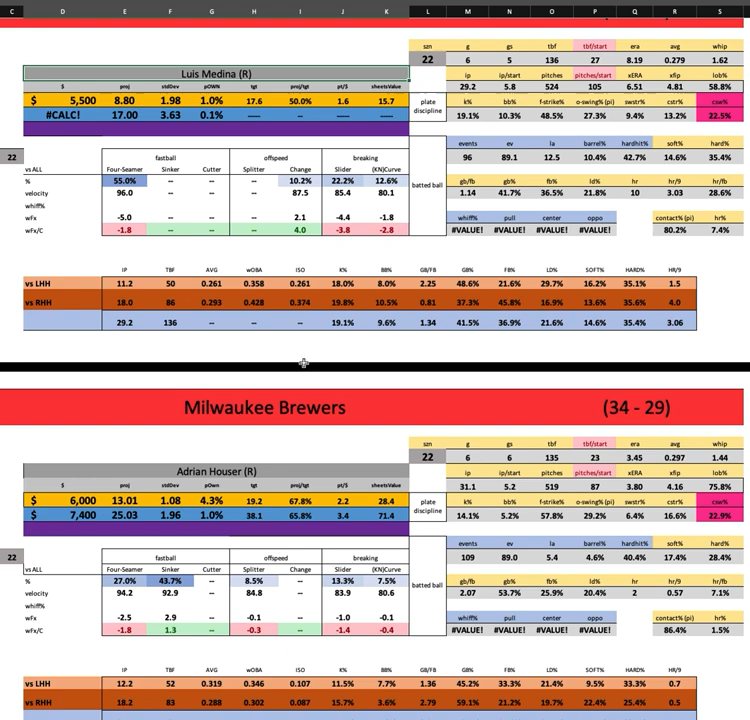 C D E F G H I J K L M N O P Q R S
szn g gs tbf tbf/start era avg whip
22 6 5 136 27 8.19 0.279 1.62
Luis Medina (R) ip ip/start pitches pitches/start xERA xfip lob%
29.2 5.8 524 105 6.51 4.81 58.8%
$ proj stdDev pOWN tgt proj/tgt pt/$ sheetsValue
$ 5,500 8.80 1.98 1.0% 17.6 50.0% 1.6 15.7 plate discipline k% bb% f-strike% o-swing% (pi) swstr% cstr% csw%
#CALC! 17.00 3.63 0.1% ---- ---- --- ---- 19.1% 10.3% 48.5% 27.3% 9.4% 13.2% 22.5%
events ev la barrel% hardhit% soft% hard%
22 fastball offspeed breaking 96 89.1 12.5 10.4% 42.7% 14.6% 35.4%
vs ALL Four-Seamer Sinker Cutter Splitter Change Slider (KN)Curve
% 55.0% -- -- -- 10.2% 22.2% 12.6% batted ball gb/fb gb% fb% ld% hr hr/9 hr/fb
velocity 96.0 -- -- -- 87.5 85.4 80.1 1.14 41.7% 36.5% 21.8% 10 3.03 28.6%
whiff%
wFx -5.0 -- -- -- 2.1 -4.4 -1.8 whiff% pull center oppo contact% (pi) hr%
wFx/C -1.8 -- -- -- 4.0 -3.8 -2.8 #VALUE! #VALUE! #VALUE! #VALUE! 80.2% 7.4%
IP TBF AVG wOBA ISO K% BB% GB/FB GB% FB% LD% SOFT% HARD% HR/9
vs LHH 11.2 50 0.261 0.358 0.261 18.0% 8.0% 2.25 48.6% 21.6% 29.7% 16.2% 35.1% 1.5
vs RHH 18.0 86 0.293 0.428 0.374 19.8% 10.5% 0.81 37.3% 45.8% 16.9% 13.6% 35.6% 4.0
29.2 136 -- -- -- 19.1% 9.6% 1.34 41.5% 36.9% 21.6% 14.6% 35.4% 3.06
Milwaukee Brewers (34 - 29)
szn g gs tbf tbf/start era avg whip
22 6 6 135 23 3.45 0.297 1.44
Adrian Houser (R) ip ip/start pitches pitches/start xERA xfip lob%
31.1 5.2 519 87 3.80 4.16 75.8%
$ proj stdDev pOwn tgt proj/tgt pt/$ sheetsValue
$ 6,000 13.01 1.08 4.3% 19.2 67.8% 2.2 28.4 plate discipline k% bb% f-strike% o-swing% (pi) swstr% cstr% csw%
$ 7,400 25.03 1.96 1.0% 38.1 65.8% 3.4 71.4 14.1% 5.2% 57.8% 29.2% 6.4% 16.6% 22.9%
events ev la barrel% hardhit% soft% hard%
22 fastball offspeed breaking 109 89.0 5.4 4.6% 40.4% 17.4% 28.4%
vs ALL Four-Seamer Sinker Cutter Splitter Change Slider (KN)Curve
% 27.0% 43.7% -- 8.5% -- 13.3% 7.5% batted ball gb/fb gb% fb% ld% hr hr/9 hr/fb
velocity 94.2 92.9 -- 84.8 -- 83.9 80.6 2.07 53.7% 25.9% 20.4% 2 0.57 7.1%
whiff%
wFx -2.5 2.9 -- -0.1 -- -1.0 -0.1 whiff% pull center oppo contact% (pi) hr%
wFx/C -1.8 1.3 -- -0.3 -- -1.4 -0.4 #VALUE! #VALUE! #VALUE! #VALUE! 86.4% 1.5%
IP TBF AVG wOBA ISO K% BB% GB/FB GB% FB% LD% SOFT% HARD% HR/9
vs LHH 12.2 52 0.319 0.346 0.107 11.5% 7.7% 1.36 45.2% 33.3% 21.4% 9.5% 33.3% 0.7
vs RHH 18.2 83 0.288 0.302 0.087 15.7% 3.6% 2.79 59.1% 21.2% 19.7% 22.4% 25.4% 0.5